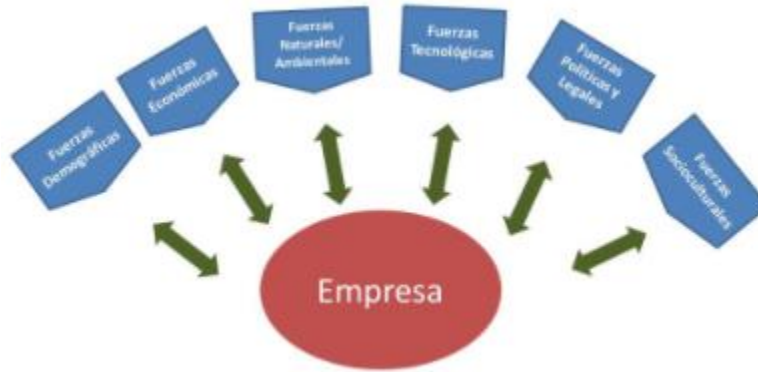 Fuerzas
Demográficas
Fuerzas
Económicas
Fuerzas
Naturales/
Ambientales
Fuerzas
Tecnológicas
Fuerzas
Políticas y
Legales
Fuerzas
Socioculturales
Empresa